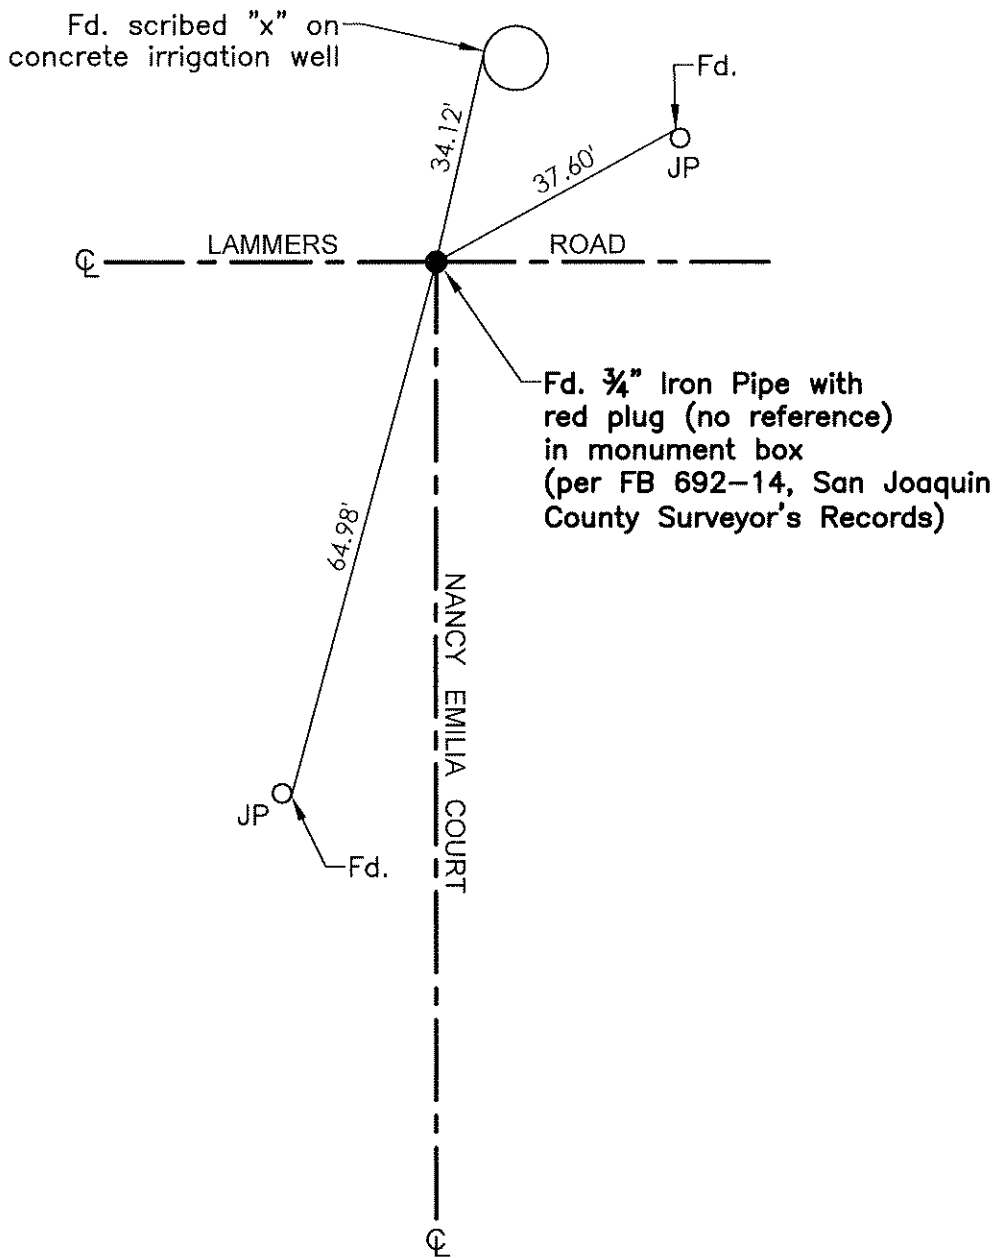 Fd. scribed "x" on
concrete irrigation well
Fd.
34.12'
37.60'
JP
℄ LAMMERS ROAD
Fd. ¾" Iron Pipe with
red plug (no reference)
in monument box
(per FB 692-14, San Joaquin
County Surveyor's Records)
64.98'
NANCY EMILIA COURT
JP
Fd.
℄